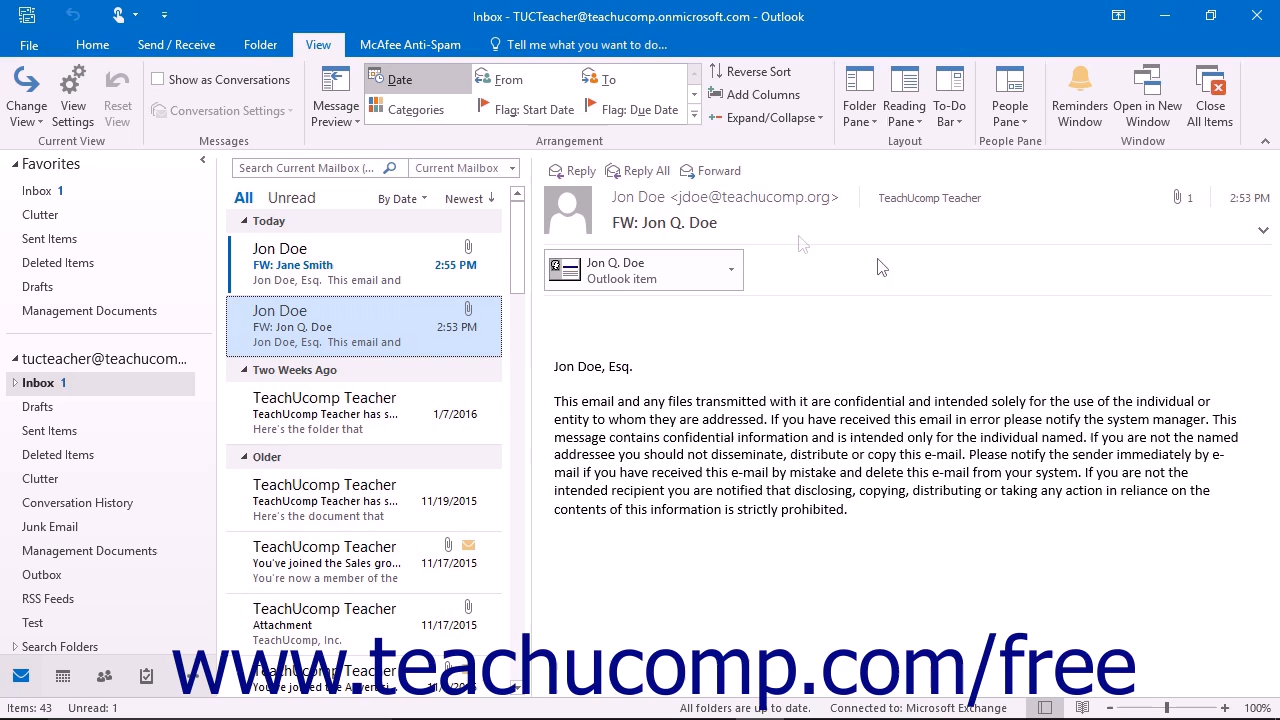 Inbox - TUCTeacher@teachucomp.onmicrosoft.com - Outlook
File Home Send / Receive Folder View McAfee Anti-Spam Tell me what you want to do...
Change View
View Settings
Reset View
Current View
Show as Conversations
Conversation Settings
Messages
Message Preview
Date From To
Categories Flag: Start Date Flag: Due Date
Reverse Sort
Add Columns
Expand/Collapse
Arrangement
Folder Pane
Reading Pane
To-Do Bar
Layout
People Pane
People Pane
Reminders Window
Open in New Window
Close All Items
Window
Favorites
Inbox 1
Clutter
Sent Items
Deleted Items
Drafts
Management Documents
tucteacher@teachucom...
Inbox 1
Drafts
Sent Items
Deleted Items
Clutter
Conversation History
Junk Email
Management Documents
Outbox
RSS Feeds
Test
Search Folders
Search Current Mailbox (... Current Mailbox
All Unread By Date Newest
Today
Jon Doe
FW: Jane Smith 2:55 PM
Jon Doe, Esq. This email and
Jon Doe
FW: Jon Q. Doe 2:53 PM
Jon Doe, Esq. This email and
Two Weeks Ago
TeachUcomp Teacher
TeachUcomp Teacher has s... 1/7/2016
Here's the folder that
Older
TeachUcomp Teacher
TeachUcomp Teacher has s... 11/19/2015
Here's the document that
TeachUcomp Teacher
You've joined the Sales gro... 11/17/2015
You're now a member of the
TeachUcomp Teacher
Attachment 11/17/2015
TeachUcomp, Inc.
Reply Reply All Forward
Jon Doe <jdoe@teachucomp.org> TeachUcomp Teacher 1 2:53 PM
FW: Jon Q. Doe
Jon Q. Doe
Outlook item
Jon Doe, Esq.
This email and any files transmitted with it are confidential and intended solely for the use of the individual or
entity to whom they are addressed. If you have received this email in error please notify the system manager. This
message contains confidential information and is intended only for the individual named. If you are not the named
addressee you should not disseminate, distribute or copy this e-mail. Please notify the sender immediately by e-
mail if you have received this e-mail by mistake and delete this e-mail from your system. If you are not the
intended recipient you are notified that disclosing, copying, distributing or taking any action in reliance on the
contents of this information is strictly prohibited.
www.teachucomp.com/free
Items: 43 Unread: 1 All folders are up to date. Connected to: Microsoft Exchange 100%